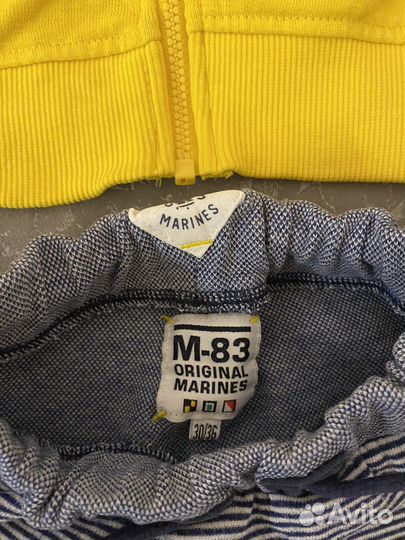 MARINES
M-83
ORIGINAL
MARINES
30/36
Avito